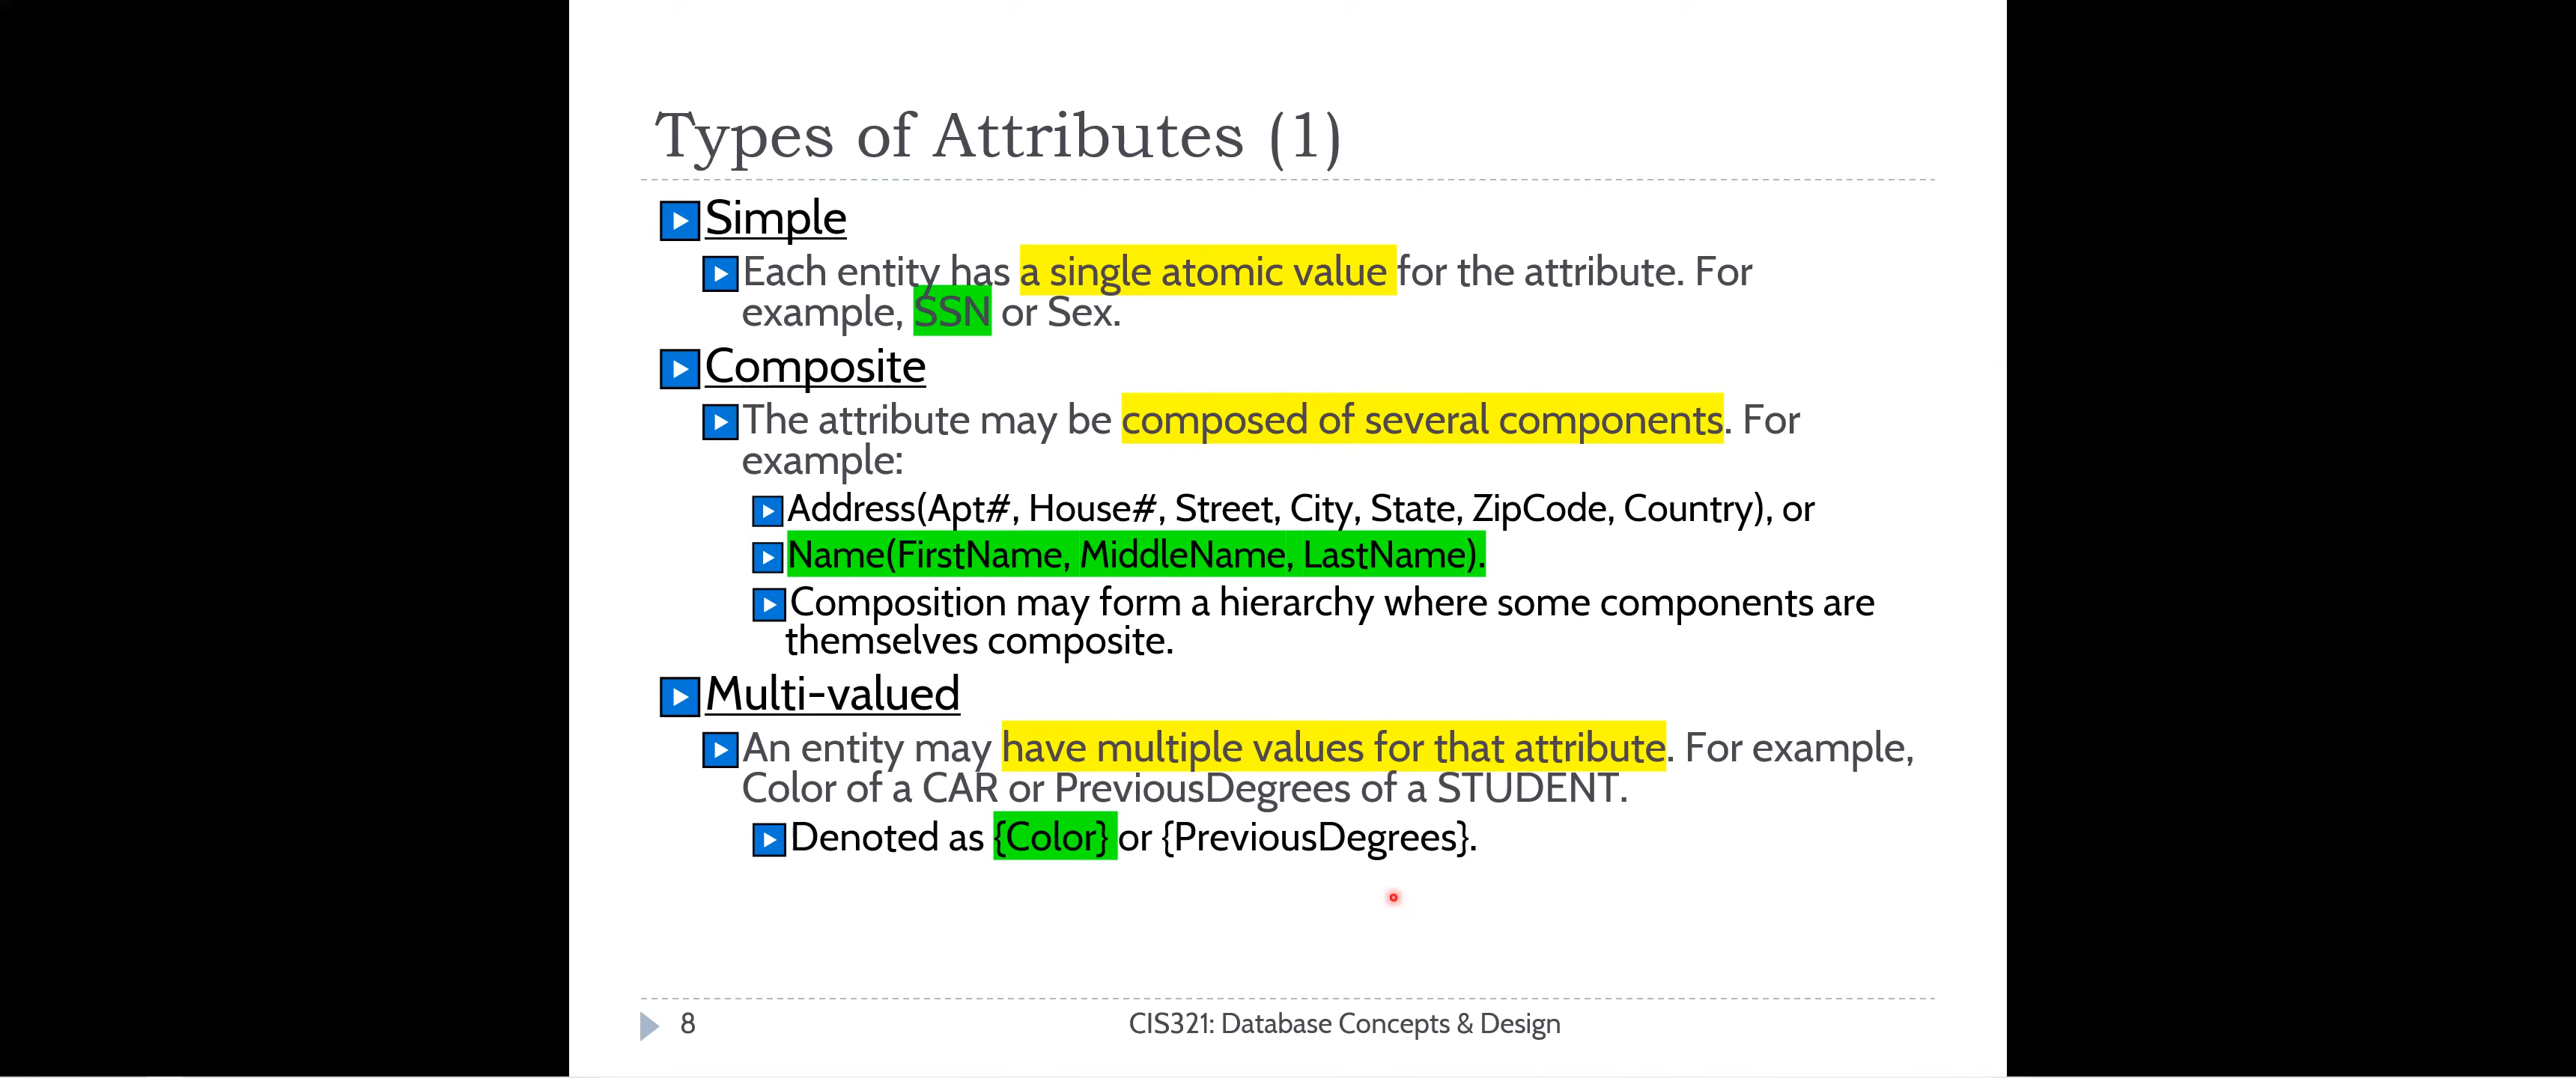 Types of Attributes (1)
Simple
Each entity has a single atomic value for the attribute. For
example, SSN or Sex.
Composite
The attribute may be composed of several components. For
example:
Address(Apt#, House#, Street, City, State, ZipCode, Country), or
Name(FirstName, MiddleName, LastName).
Composition may form a hierarchy where some components are
themselves composite.
Multi-valued
An entity may have multiple values for that attribute. For example,
Color of a CAR or PreviousDegrees of a STUDENT.
Denoted as {Color} or {PreviousDegrees}.
8 CIS321: Database Concepts & Design